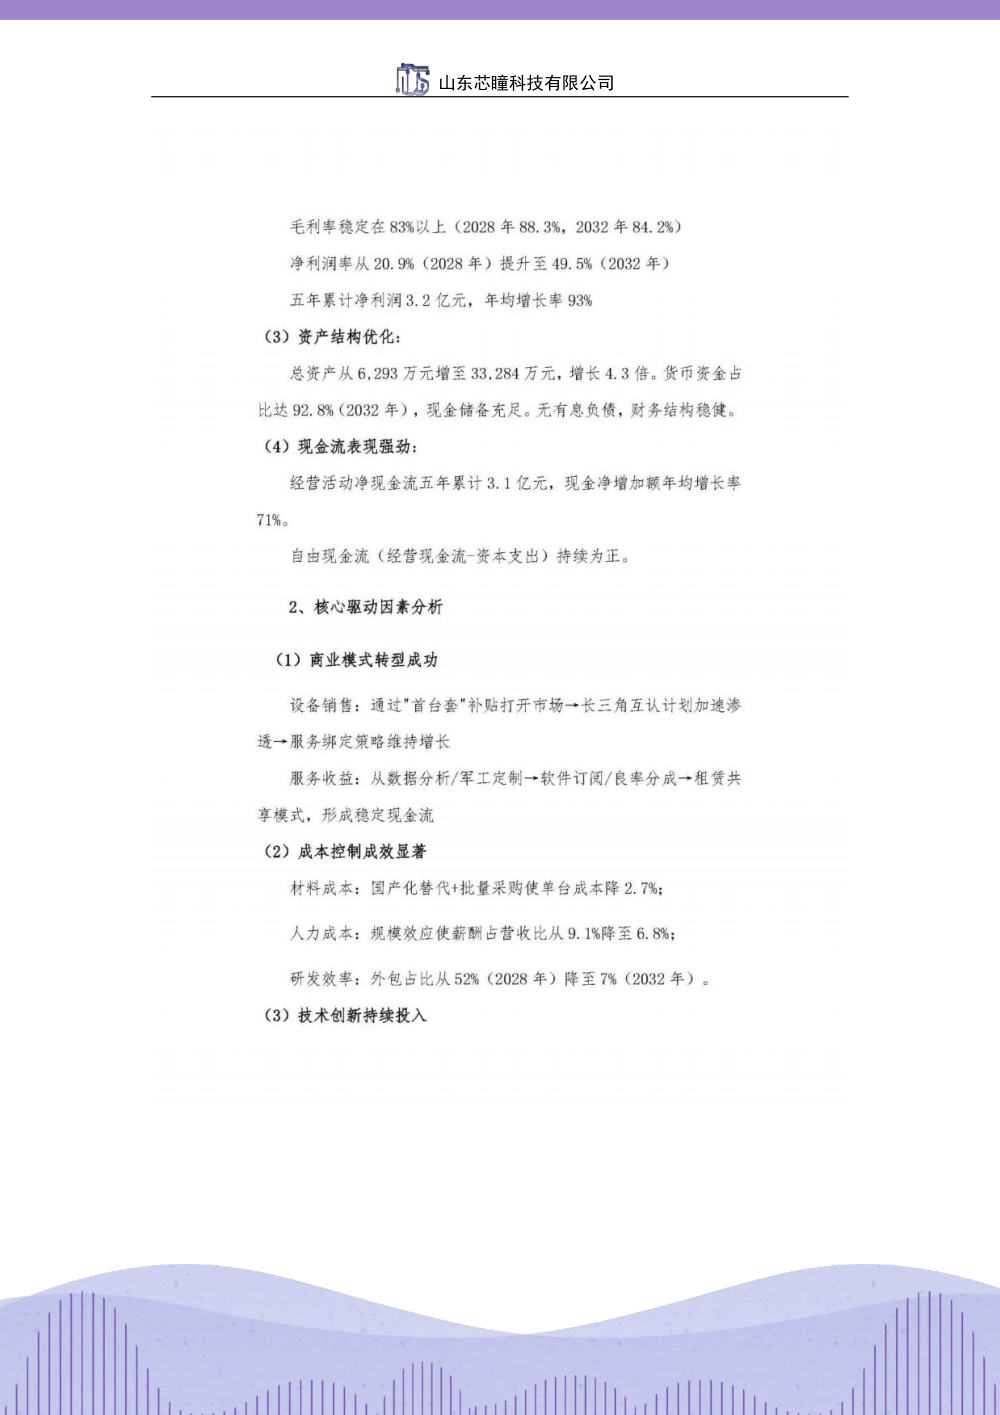 山东芯瞳科技有限公司
毛利率稳定在83%以上（2028年88.3%，2032年84.2%）
净利润率从20.9%（2028年）提升至49.5%（2032年）
五年累计净利润3.2亿元，年均增长率93%
（3）资产结构优化：
总资产从6,293万元增至33,284万元，增长4.3倍。货币资金占
比达92.8%（2032年），现金储备充足。无有息负债，财务结构稳健。
（4）现金流表现强劲：
经营活动净现金流五年累计3.1亿元，现金净增加额年均增长率
71%。
自由现金流（经营现金流-资本支出）持续为正。
2、核心驱动因素分析
（1）商业模式转型成功
设备销售：通过"首台套"补贴打开市场→长三角互认计划加速渗
透→服务绑定策略维持增长
服务收益：从数据分析/军工定制→软件订阅/良率分成→租赁共
享模式，形成稳定现金流
（2）成本控制成效显著
材料成本：国产化替代+批量采购使单台成本降2.7%；
人力成本：规模效应使薪酬占营收比从9.1%降至6.8%；
研发效率：外包占比从52%（2028年）降至7%（2032年）。
（3）技术创新持续投入